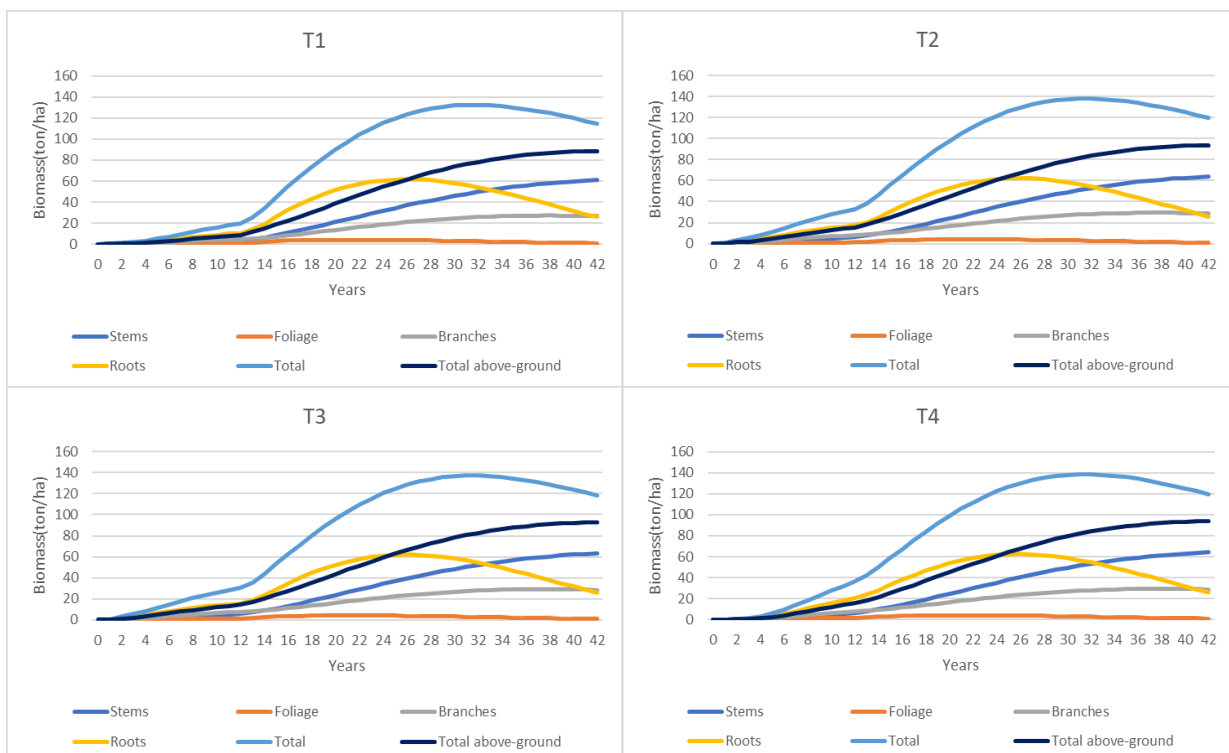 T1
Biomass(ton/ha)
160
140
120
100
80
60
40
20
0
0 2 4 6 8 10 12 14 16 18 20 22 24 26 28 30 32 34 36 38 40 42
Years
Stems Foliage Branches
Roots Total Total above-ground
T2
Biomass(ton/ha)
160
140
120
100
80
60
40
20
0
0 2 4 6 8 10 12 14 16 18 20 22 24 26 28 30 32 34 36 38 40 42
Years
Stems Foliage Branches
Roots Total Total above-ground
T3
Biomass(ton/ha)
160
140
120
100
80
60
40
20
0
0 2 4 6 8 10 12 14 16 18 20 22 24 26 28 30 32 34 36 38 40 42
Years
Stems Foliage Branches
Roots Total Total above-ground
T4
Biomass(ton/ha)
160
140
120
100
80
60
40
20
0
0 2 4 6 8 10 12 14 16 18 20 22 24 26 28 30 32 34 36 38 40 42
Years
Stems Foliage Branches
Roots Total Total above-ground